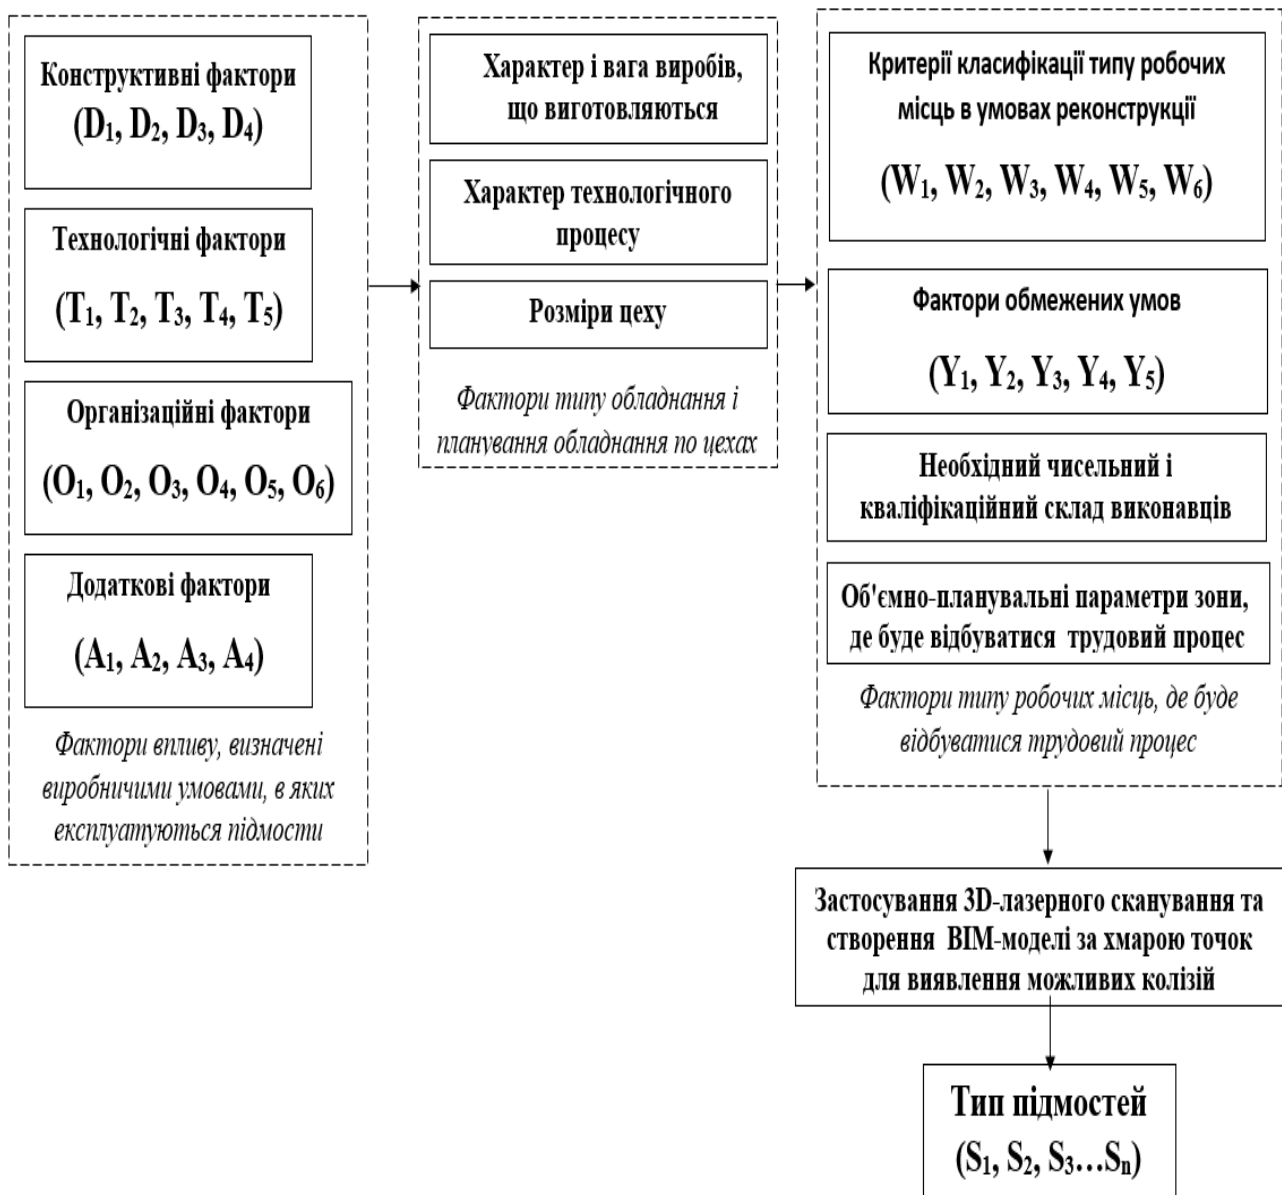 Конструктивні фактори
(D₁, D₂, D₃, D₄)
Технологічні фактори
(T₁, T₂, T₃, T₄, T₅)
Організаційні фактори
(O₁, O₂, O₃, O₄, O₅, O₆)
Додаткові фактори
(A₁, A₂, A₃, A₄)
Фактори впливу, визначені
виробничими умовами, в яких
експлуатуються підмости
Характер і вага виробів,
що виготовляються
Характер технологічного
процесу
Розміри цеху
Фактори типу обладнання і
планування обладнання по цехах
Критерії класифікації типу робочих
місць в умовах реконструкції
(W₁, W₂, W₃, W₄, W₅, W₆)
Фактори обмежених умов
(Y₁, Y₂, Y₃, Y₄, Y₅)
Необхідний чисельний і
кваліфікаційний склад виконавців
Об'ємно-планувальні параметри зони,
де буде відбуватися трудовий процес
Фактори типу робочих місць, де буде
відбуватися трудовий процес
Застосування 3D-лазерного сканування та
створення BIM-моделі за хмарою точок
для виявлення можливих колізій
Тип підмостей
(S₁, S₂, S₃…Sₙ)